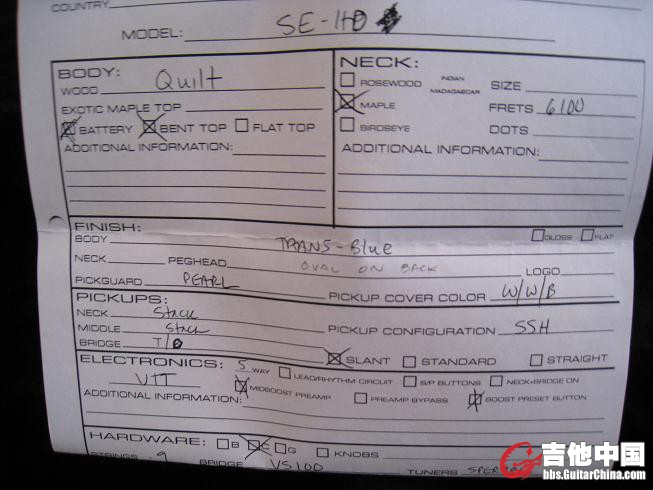 COUNTRY
MODEL: SE-110
BODY:
WOOD Quilt
EXOTIC MAPLE TOP
BATTERY BENT TOP FLAT TOP
ADDITIONAL INFORMATION:
NECK:
ROSEWOOD INDIAN MADAGASCAR SIZE
MAPLE FRETS 6100
BIRDSEYE DOTS
ADDITIONAL INFORMATION:
FINISH:
BODY TRANS-Blue GLOSS FLAT
NECK PEGHEAD OVAL ON BACK LOGO
PICKGUARD PEARL PICKUP COVER COLOR W/W/B
PICKUPS:
NECK Stack
MIDDLE Stack PICKUP CONFIGURATION SSH
BRIDGE T/B
SLANT STANDARD STRAIGHT
ELECTRONICS: 5 WAY LEAD/RHYTHM CIRCUIT S/P BUTTONS NECK+BRIDGE ON
VTT MIDBOOST PREAMP PREAMP BYPASS BOOST PRESET BUTTON
ADDITIONAL INFORMATION:
HARDWARE: B C G KNOBS
STRINGS .9 BRIDGE VS100 TUNERS
吉他中国
bbs.GuitarChina.com